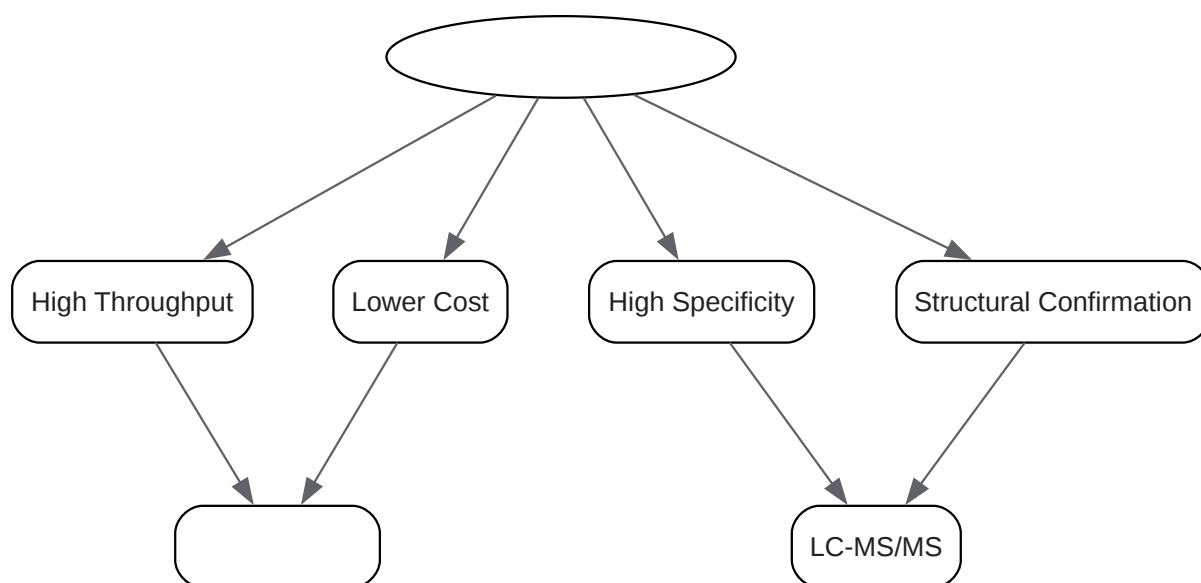 High Throughput
Lower Cost
High Specificity
Structural Confirmation
LC-MS/MS